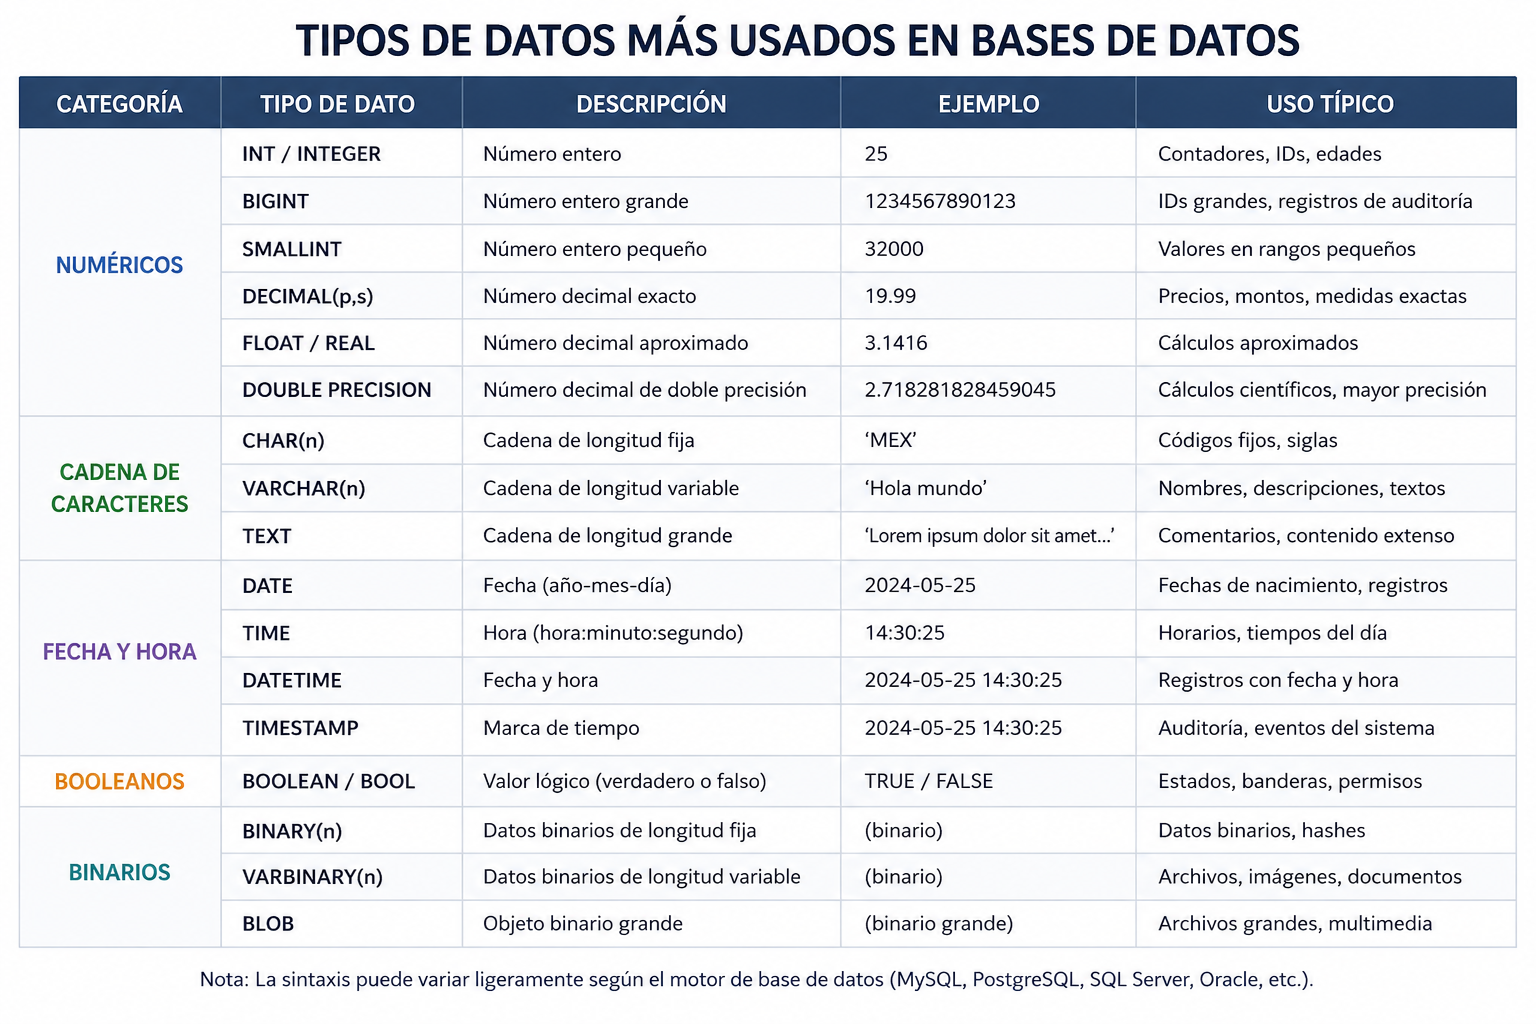 TIPOS DE DATOS MÁS USADOS EN BASES DE DATOS
CATEGORÍA TIPO DE DATO DESCRIPCIÓN EJEMPLO USO TÍPICO
NUMÉRICOS
INT / INTEGER Número entero 25 Contadores, IDs, edades
BIGINT Número entero grande 1234567890123 IDs grandes, registros de auditoría
SMALLINT Número entero pequeño 32000 Valores en rangos pequeños
DECIMAL(p,s) Número decimal exacto 19.99 Precios, montos, medidas exactas
FLOAT / REAL Número decimal aproximado 3.1416 Cálculos aproximados
DOUBLE PRECISION Número decimal de doble precisión 2.718281828459045 Cálculos científicos, mayor precisión
CADENA DE
CARACTERES
CHAR(n) Cadena de longitud fija ‘MEX’ Códigos fijos, siglas
VARCHAR(n) Cadena de longitud variable ‘Hola mundo’ Nombres, descripciones, textos
TEXT Cadena de longitud grande ‘Lorem ipsum dolor sit amet...’ Comentarios, contenido extenso
FECHA Y HORA
DATE Fecha (año-mes-día) 2024-05-25 Fechas de nacimiento, registros
TIME Hora (hora:minuto:segundo) 14:30:25 Horarios, tiempos del día
DATETIME Fecha y hora 2024-05-25 14:30:25 Registros con fecha y hora
TIMESTAMP Marca de tiempo 2024-05-25 14:30:25 Auditoría, eventos del sistema
BOOLEANOS
BOOLEAN / BOOL Valor lógico (verdadero o falso) TRUE / FALSE Estados, banderas, permisos
BINARIOS
BINARY(n) Datos binarios de longitud fija (binario) Datos binarios, hashes
VARBINARY(n) Datos binarios de longitud variable (binario) Archivos, imágenes, documentos
BLOB Objeto binario grande (binario grande) Archivos grandes, multimedia
Nota: La sintaxis puede variar ligeramente según el motor de base de datos (MySQL, PostgreSQL, SQL Server, Oracle, etc.).